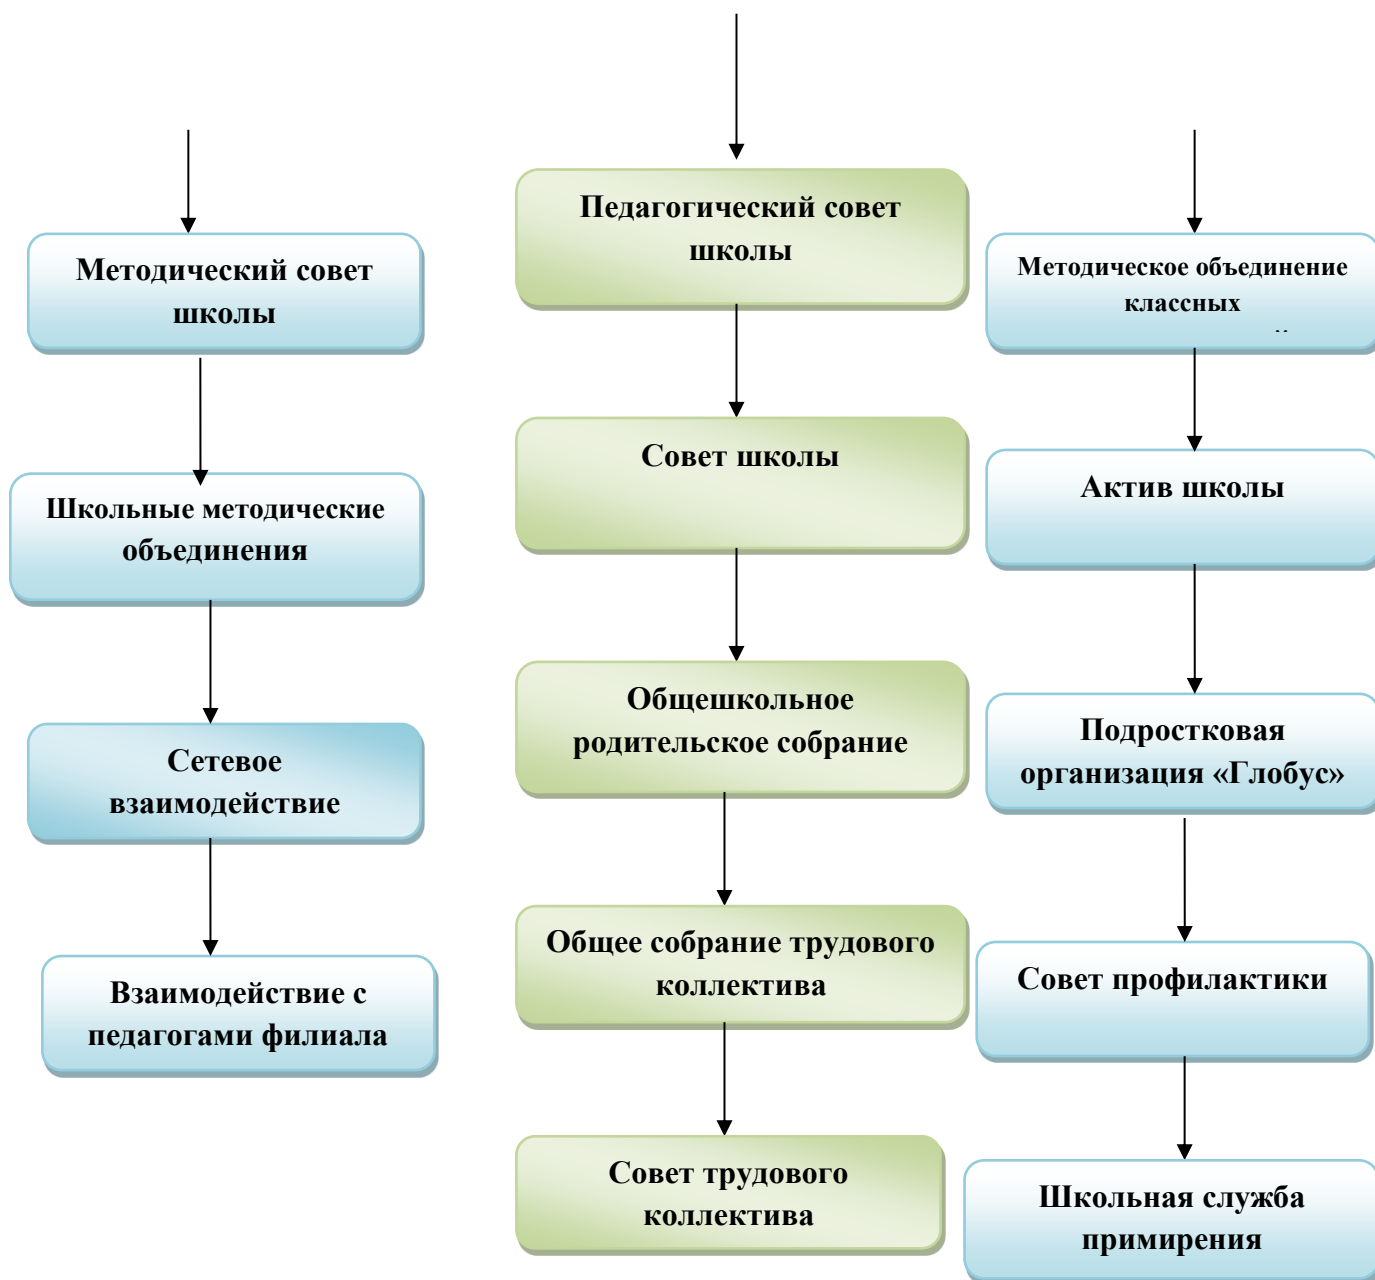 Методический совет
школы
Школьные методические
объединения
Сетевое
взаимодействие
Взаимодействие с
педагогами филиала
Педагогический совет
школы
Совет школы
Общешкольное
родительское собрание
Общее собрание трудового
коллектива
Совет трудового
коллектива
Методическое объединение
классных
Актив школы
Подростковая
организация «Глобус»
Совет профилактики
Школьная служба
примирения